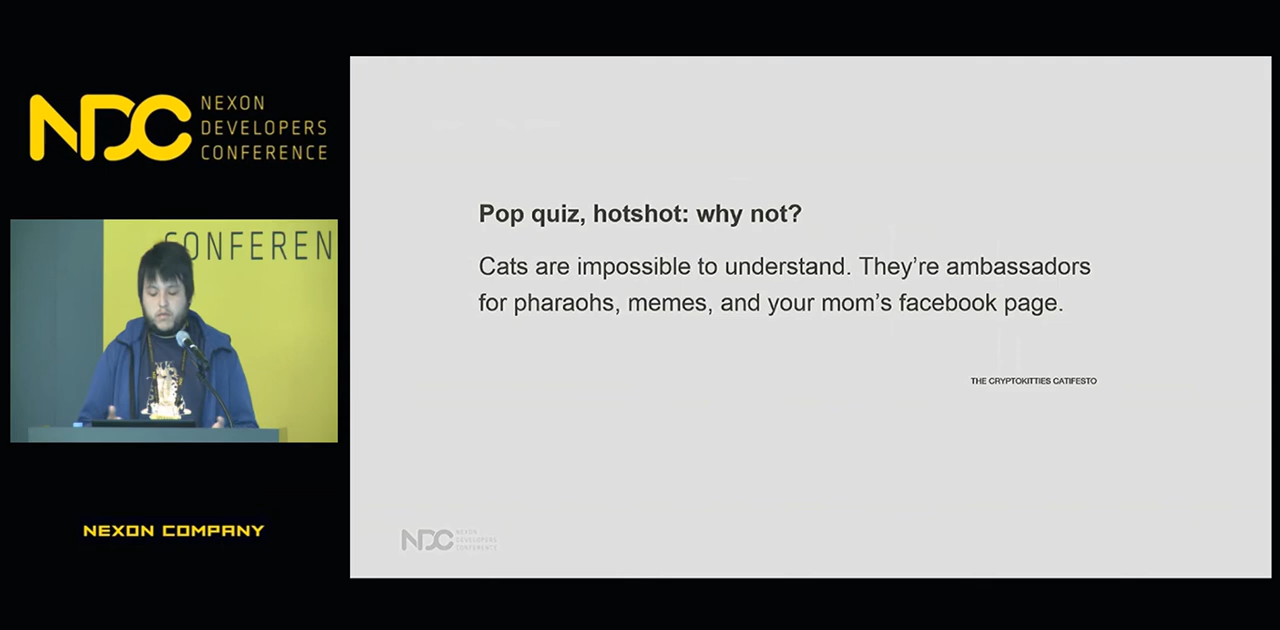 NDC
NEXON
DEVELOPERS
CONFERENCE
CONFEREN
NEXON COMPANY
Pop quiz, hotshot: why not?
Cats are impossible to understand. They’re ambassadors
for pharaohs, memes, and your mom’s facebook page.
THE CRYPTOKITTIES CATIFESTO
NDC
NEXON
DEVELOPERS
CONFERENCE